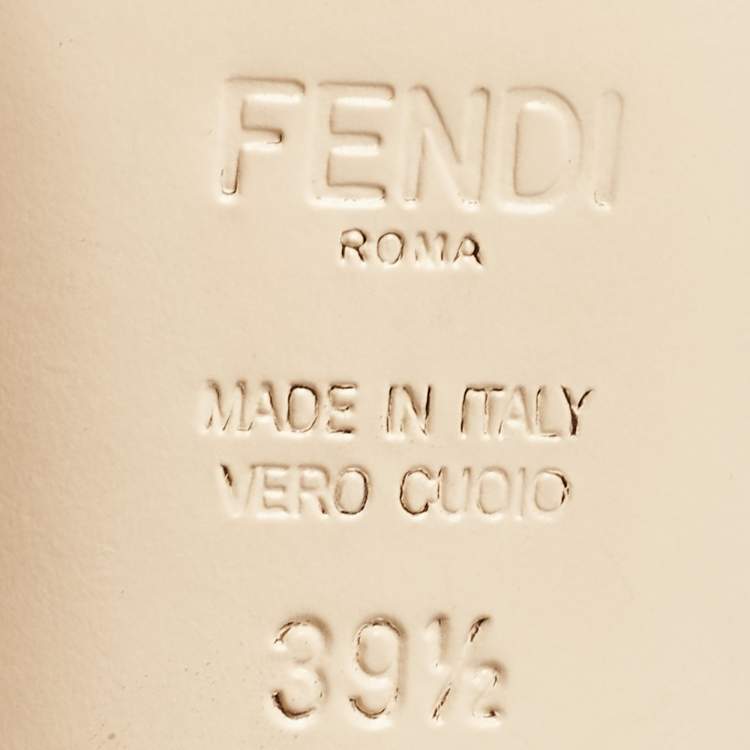 FENDI
ROMA
MADE IN ITALY
VERO CUOIO
39½